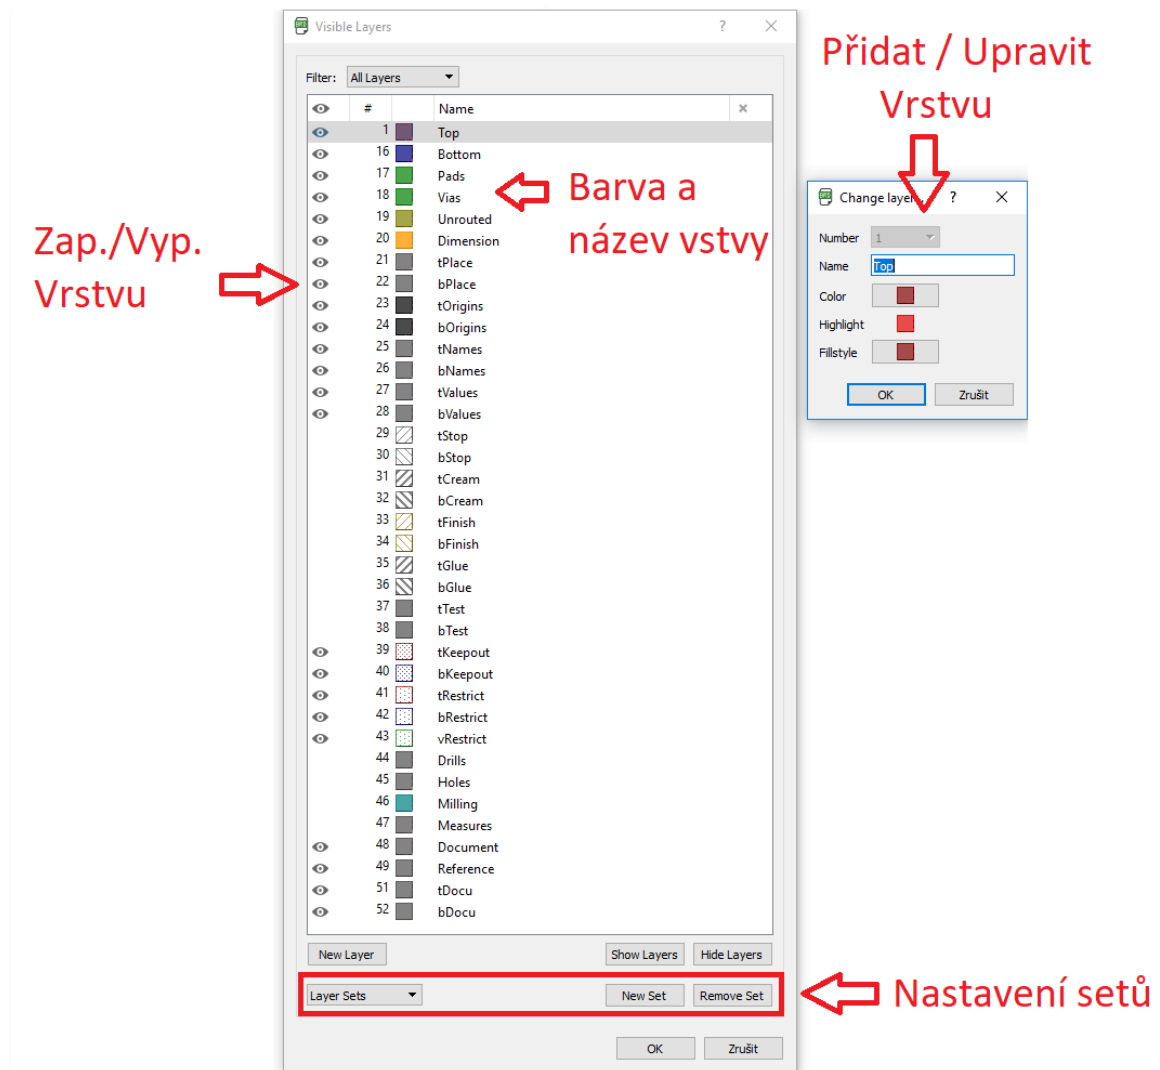 Visible Layers ?
Přidat / Upravit
Vrstvu
Filter: All Layers
# Name
1 Top
16 Bottom
17 Pads
18 Vias
19 Unrouted
20 Dimension
21 tPlace
22 bPlace
23 tOrigins
24 bOrigins
25 tNames
26 bNames
27 tValues
28 bValues
29 tStop
30 bStop
31 tCream
32 bCream
33 tFinish
34 bFinish
35 tGlue
36 bGlue
37 tTest
38 bTest
39 tKeepout
40 bKeepout
41 tRestrict
42 bRestrict
43 vRestrict
44 Drills
45 Holes
46 Milling
47 Measures
48 Document
49 Reference
51 tDocu
52 bDocu
Barva a
název vstvy
Zap./Vyp.
Vrstvu
Change layer ?
Number 1
Name Top
Color
Highlight
Fillstyle
OK Zrušit
New Layer Show Layers Hide Layers
Layer Sets New Set Remove Set
Nastavení setů
OK Zrušit